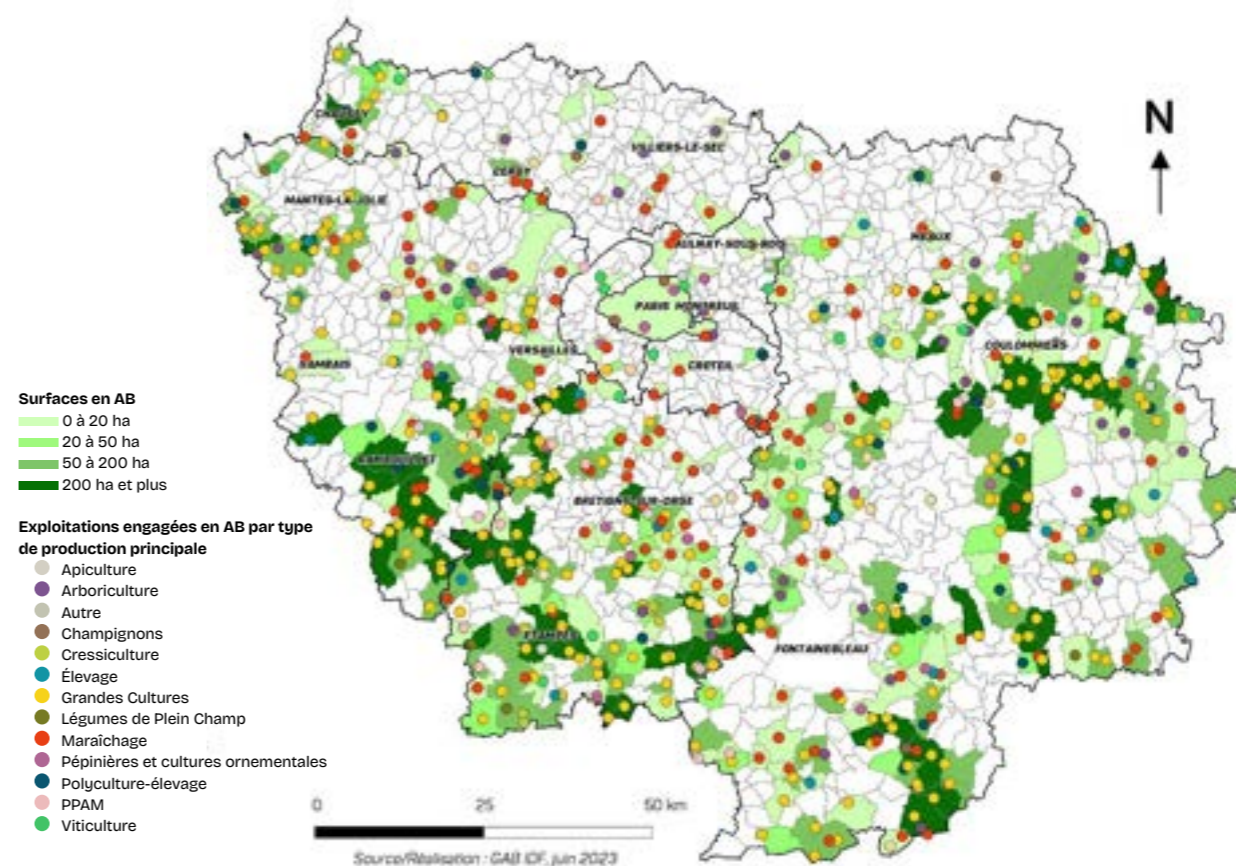 N
CHAUSSY
VILLIERS-LE-SEC
CERGY
MANTES-LA-JOLIE
AULNAY-SOUS-BOIS
MEAUX
PARIS MONTREUIL
VERSAILLES
COULOMMIERS
CRETEIL
Surfaces en AB
0 à 20 ha
20 à 50 ha
50 à 200 ha
200 ha et plus
RAMBOUILLET
BRETIGNY-SUR-ORGE
Exploitations engagées en AB par type
de production principale
Apiculture
Arboriculture
Autre
Champignons
Cressiculture
Élevage
Grandes Cultures
Légumes de Plein Champ
Maraîchage
Pépinières et cultures ornementales
Polyculture-élevage
PPAM
Viticulture
ETAMPES
FONTAINEBLEAU
0 25 50 km
Source/Réalisation : GAB IDF, juin 2023